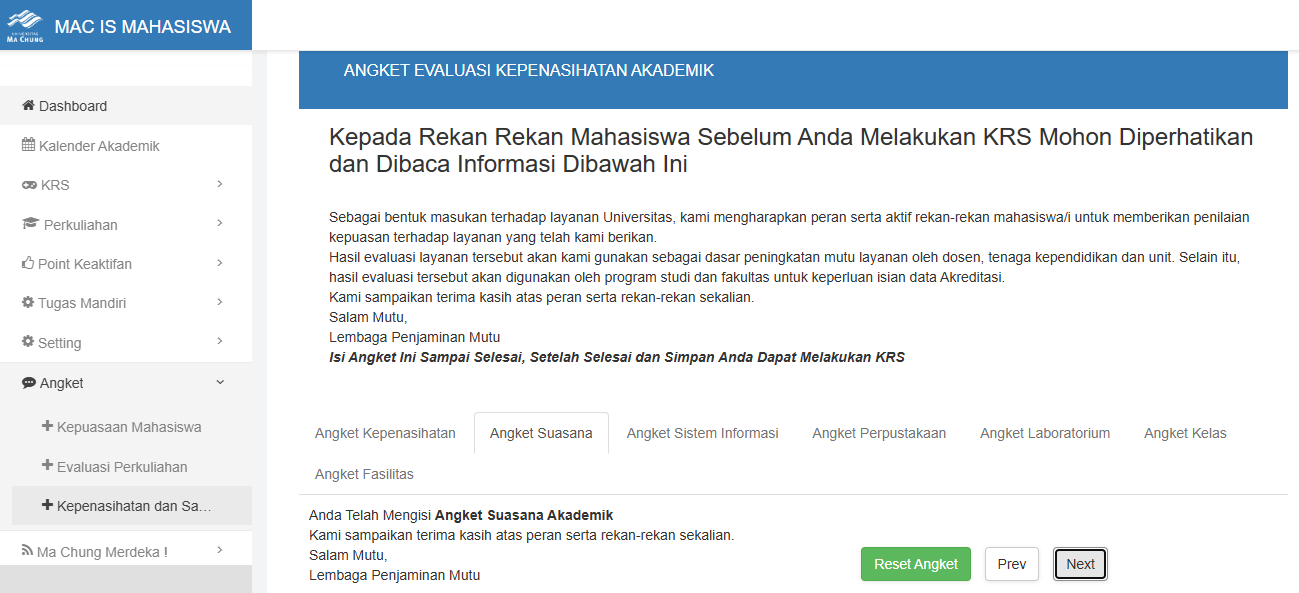 MAC IS MAHASISWA
UNIVERSITAS
MA CHUNG
Dashboard
Kalender Akademik
KRS
Perkuliahan
Point Keaktifan
Tugas Mandiri
Setting
Angket
Kepuasaan Mahasiswa
Evaluasi Perkuliahan
Kepenasihatan dan Sa...
Ma Chung Merdeka !
ANGKET EVALUASI KEPENASIHATAN AKADEMIK
Kepada Rekan Rekan Mahasiswa Sebelum Anda Melakukan KRS Mohon Diperhatikan
dan Dibaca Informasi Dibawah Ini
Sebagai bentuk masukan terhadap layanan Universitas, kami mengharapkan peran serta aktif rekan-rekan mahasiswa/i untuk memberikan penilaian
kepuasan terhadap layanan yang telah kami berikan.
Hasil evaluasi layanan tersebut akan kami gunakan sebagai dasar peningkatan mutu layanan oleh dosen, tenaga kependidikan dan unit. Selain itu,
hasil evaluasi tersebut akan digunakan oleh program studi dan fakultas untuk keperluan isian data Akreditasi.
Kami sampaikan terima kasih atas peran serta rekan-rekan sekalian.
Salam Mutu,
Lembaga Penjaminan Mutu
Isi Angket Ini Sampai Selesai, Setelah Selesai dan Simpan Anda Dapat Melakukan KRS
Angket Kepenasihatan Angket Suasana Angket Sistem Informasi Angket Perpustakaan Angket Laboratorium Angket Kelas
Angket Fasilitas
Anda Telah Mengisi Angket Suasana Akademik
Kami sampaikan terima kasih atas peran serta rekan-rekan sekalian.
Salam Mutu,
Lembaga Penjaminan Mutu
Reset Angket Prev Next